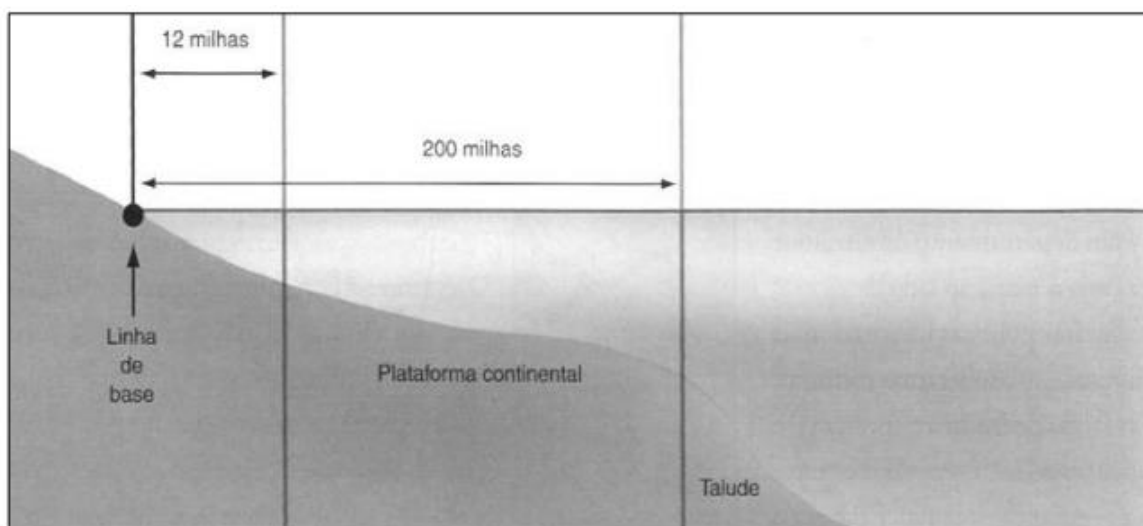 12 milhas
200 milhas
Linha
de
base
Plataforma continental
Talude